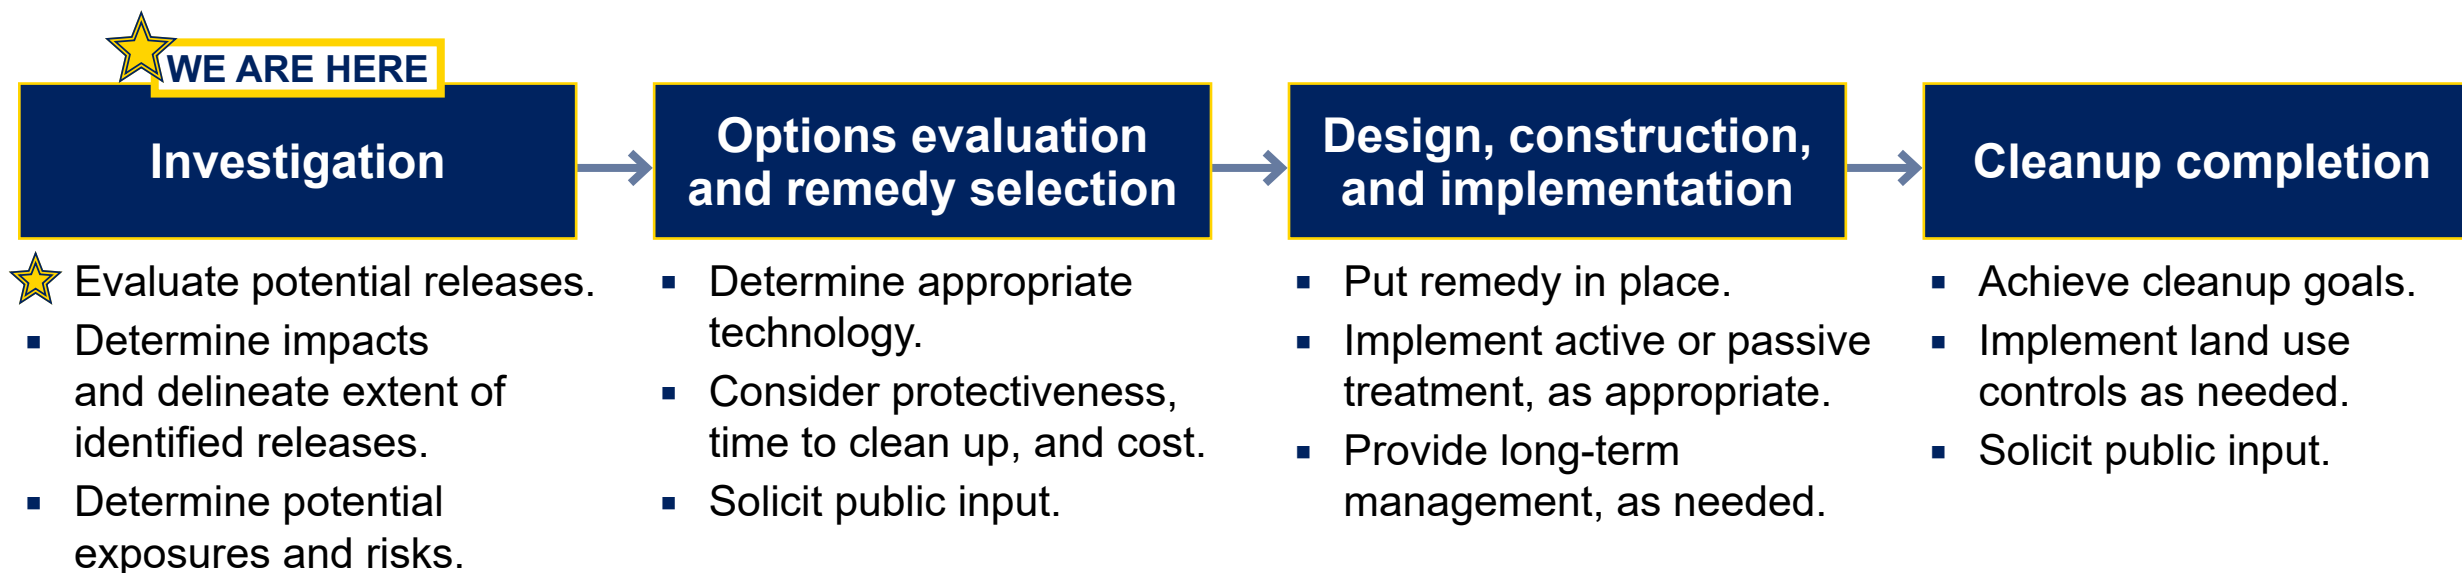 WE ARE HERE
Investigation
Evaluate potential releases.
Determine impacts
and delineate extent of
identified releases.
Determine potential
exposures and risks.
Options evaluation
and remedy selection
Determine appropriate
technology.
Consider protectiveness,
time to clean up, and cost.
Solicit public input.
Design, construction,
and implementation
Put remedy in place.
Implement active or passive
treatment, as appropriate.
Provide long-term
management, as needed.
Cleanup completion
Achieve cleanup goals.
Implement land use
controls as needed.
Solicit public input.